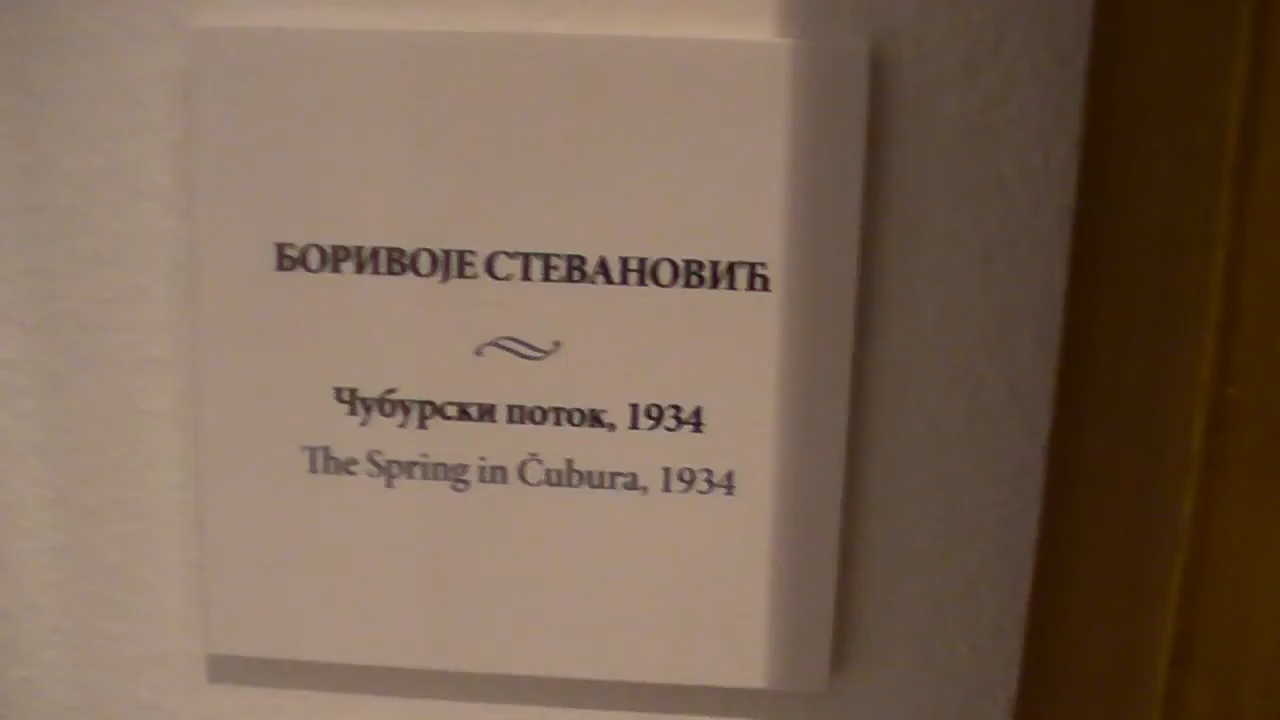 БОРИВОЈЕ СТЕВАНОВИЋ
Чубурски поток, 1934
The Spring in Čubura, 1934